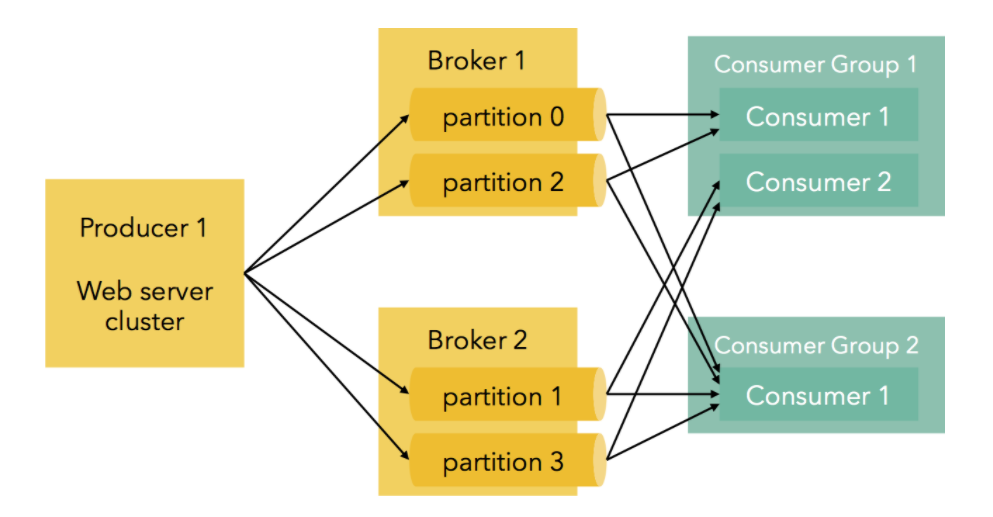 Producer 1
Web server
cluster
Broker 1
partition 0
partition 2
Broker 2
partition 1
partition 3
Consumer Group 1
Consumer 1
Consumer 2
Consumer Group 2
Consumer 1